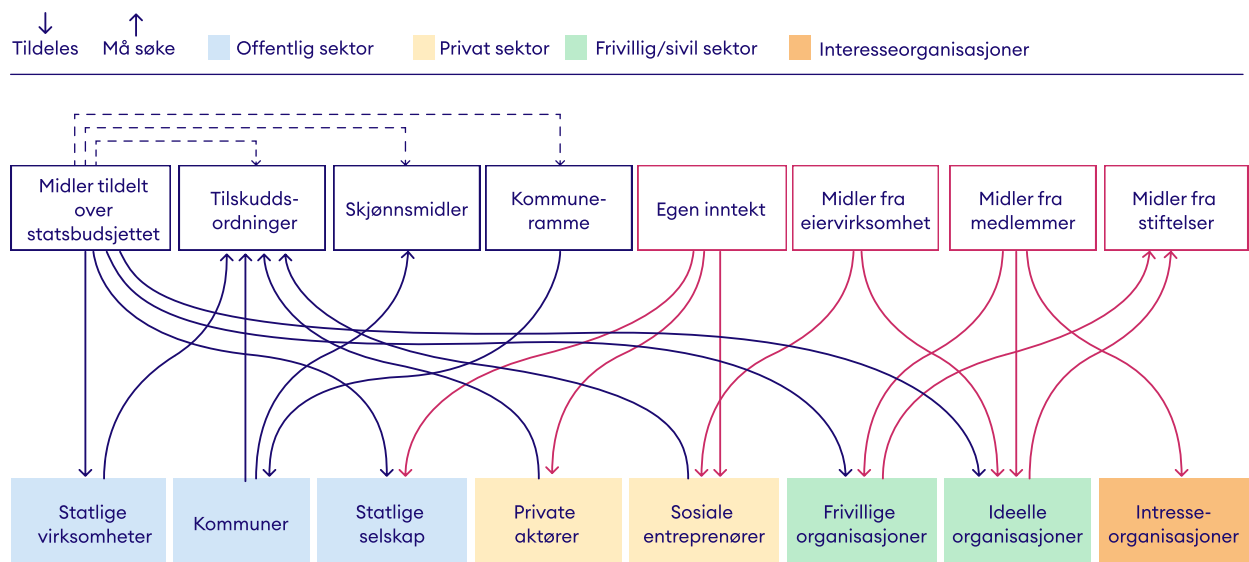 Tildeles
Må søke
Offentlig sektor
Privat sektor
Frivillig/sivil sektor
Interesseorganisasjoner
Midler tildelt
over
statsbudsjettet
Tilskudds-
ordninger
Skjønnsmidler
Kommune-
ramme
Egen inntekt
Midler fra
eiervirksomhet
Midler fra
medlemmer
Midler fra
stiftelser
Statlige
virksomheter
Kommuner
Statlige
selskap
Private
aktører
Sosiale
entreprenører
Frivillige
organisasjoner
Ideelle
organisasjoner
Intresse-
organisasjoner